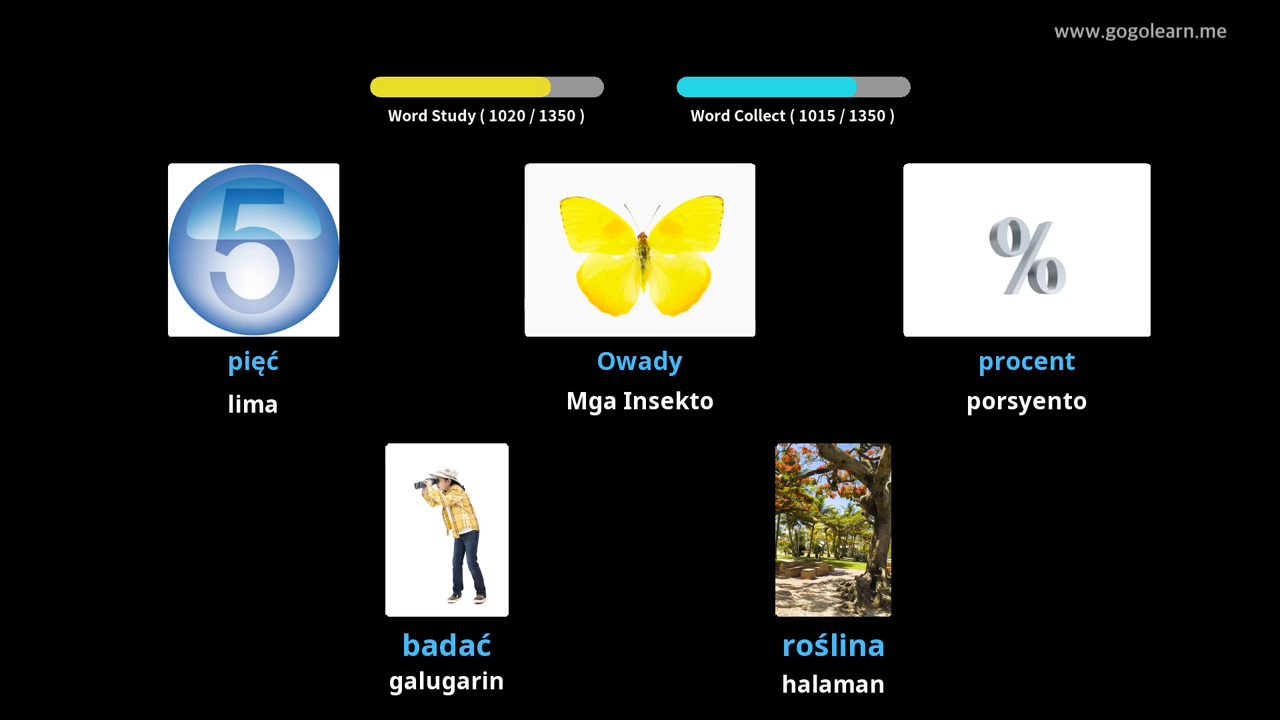 www.gogolearn.me
Word Study ( 1020 / 1350 )
Word Collect ( 1015 / 1350 )
5
%
pięć
Owady
procent
lima
Mga Insekto
porsyento
badać
roślina
galugarin
halaman